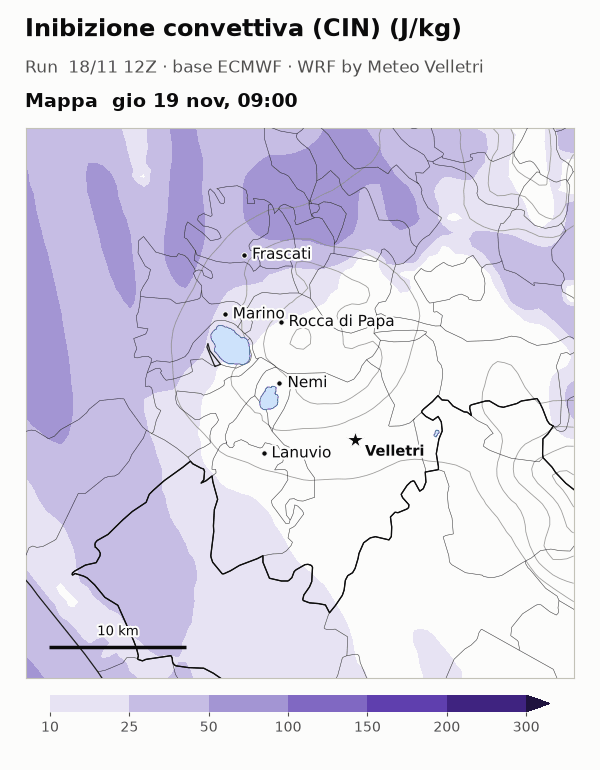 Inibizione convettiva (CIN) (J/kg)
Run  18/11 12Z · base ECMWF · WRF by Meteo Velletri
Mappa  gio 19 nov, 09:00
Frascati
Marino
Rocca di Papa
Nemi
Velletri
Lanuvio
10 km
10 25 50 100 150 200 300